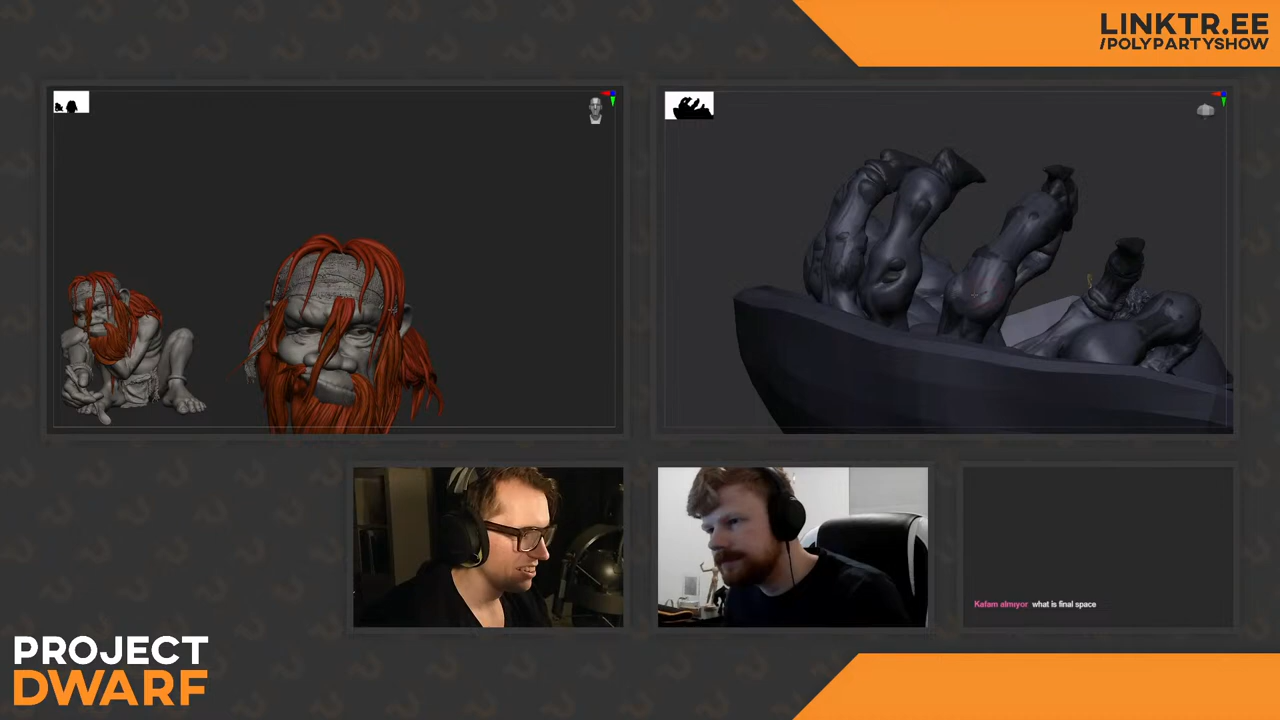 LINKTR.EE
/POLYPARTYSHOW
Kafam almıyor what is final space
PROJECT
DWARF